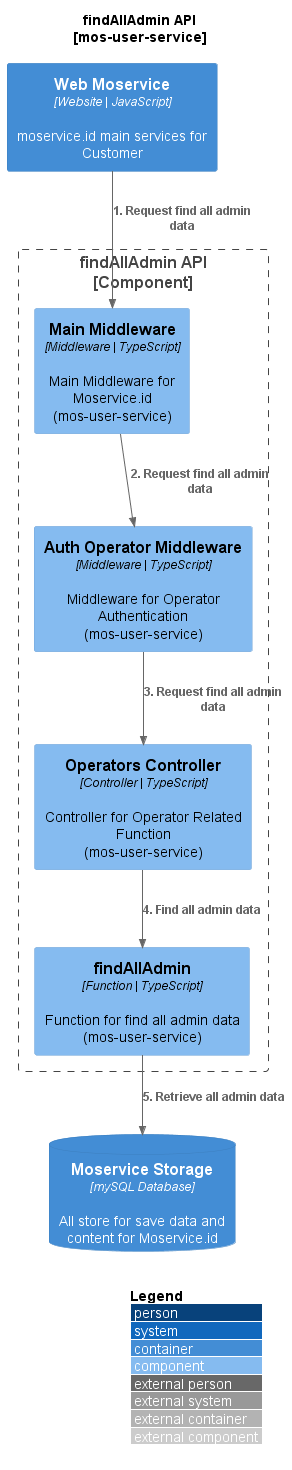 findAllAdmin API
[mos-user-service]
Web Moservice
[Website | JavaScript]
moservice.id main services for
Customer
1. Request find all admin
data
findAllAdmin API
[Component]
Main Middleware
[Middleware | TypeScript]
Main Middleware for
Moservice.id
(mos-user-service)
2. Request find all admin
data
Auth Operator Middleware
[Middleware | TypeScript]
Middleware for Operator
Authentication
(mos-user-service)
3. Request find all admin
data
Operators Controller
[Controller | TypeScript]
Controller for Operator Related
Function
(mos-user-service)
4. Find all admin data
findAllAdmin
[Function | TypeScript]
Function for find all admin data
(mos-user-service)
5. Retrieve all admin data
Moservice Storage
[mySQL Database]
All store for save data and
content for Moservice.id
Legend
person
system
container
component
external person
external system
external container
external component